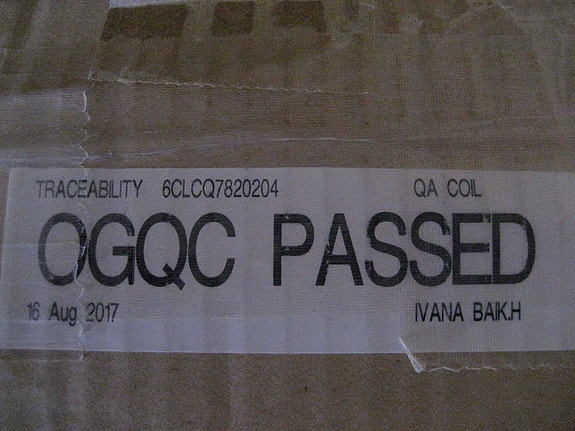 TRACEABILITY 6CLCQ7820204 QA COIL
OGQC PASSED
16 Aug 2017 IVANA BAIK.H